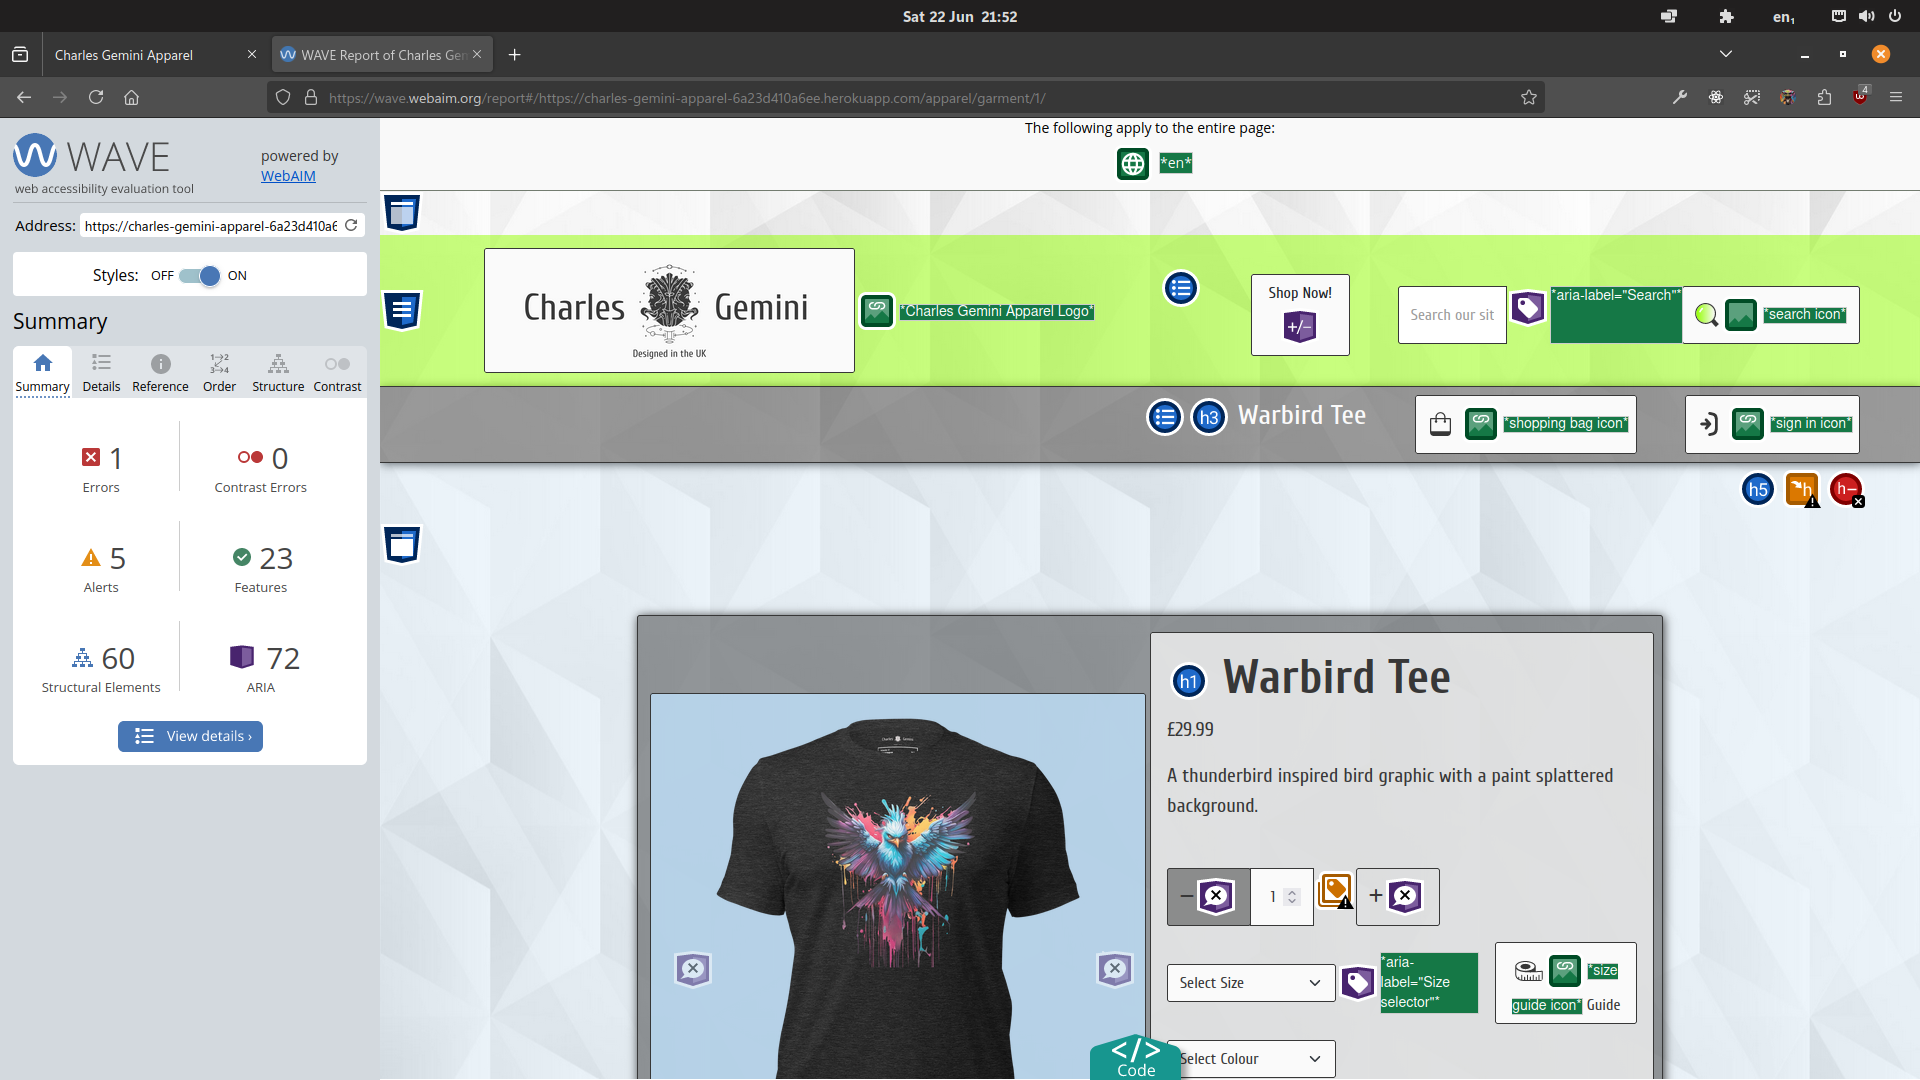 Sat 22 Jun 21:52
en₁
Charles Gemini Apparel
WAVE Report of Charles Gem
https://wave.webaim.org/report#/https://charles-gemini-apparel-6a23d410a6ee.herokuapp.com/apparel/garment/1/
4
WAVE
web accessibility evaluation tool
powered by
WebAIM
Address: https://charles-gemini-apparel-6a23d410a6
Styles: OFF ON
Summary
Summary Details Reference Order Structure Contrast
1
Errors
0
Contrast Errors
5
Alerts
23
Features
60
Structural Elements
72
ARIA
View details ›
The following apply to the entire page:
*en*
Charles Gemini
Designed in the UK
*Charles Gemini Apparel Logo*
Shop Now!
+/-
Search our sit
*aria-label="Search"*
*search icon*
h3 Warbird Tee
*shopping bag icon*
*sign in icon*
h5 h h–
h1 Warbird Tee
£29.99
A thunderbird inspired bird graphic with a paint splattered
background.
− 1 +
Select Size
*aria-
label="Size
selector"*
*size
guide icon* Guide
Select Colour
</>
Code
Charles Gemini